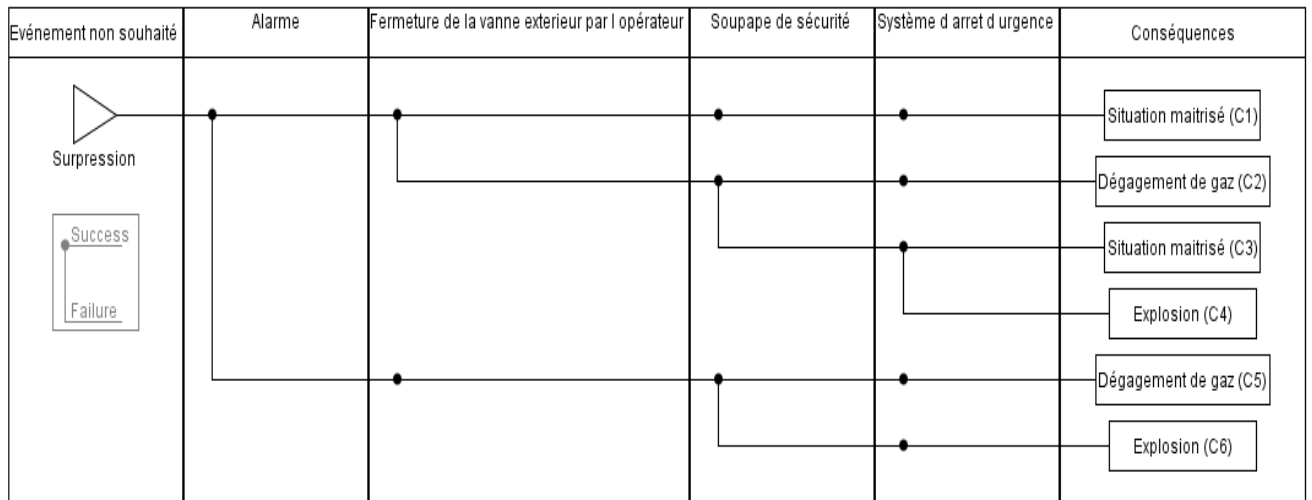 Evénement non souhaité
Alarme
Fermeture de la vanne exterieur par l opérateur
Soupape de sécurité
Système d arret d urgence
Conséquences
Surpression
Success
Failure
Situation maitrisé (C1)
Dégagement de gaz (C2)
Situation maitrisé (C3)
Explosion (C4)
Dégagement de gaz (C5)
Explosion (C6)